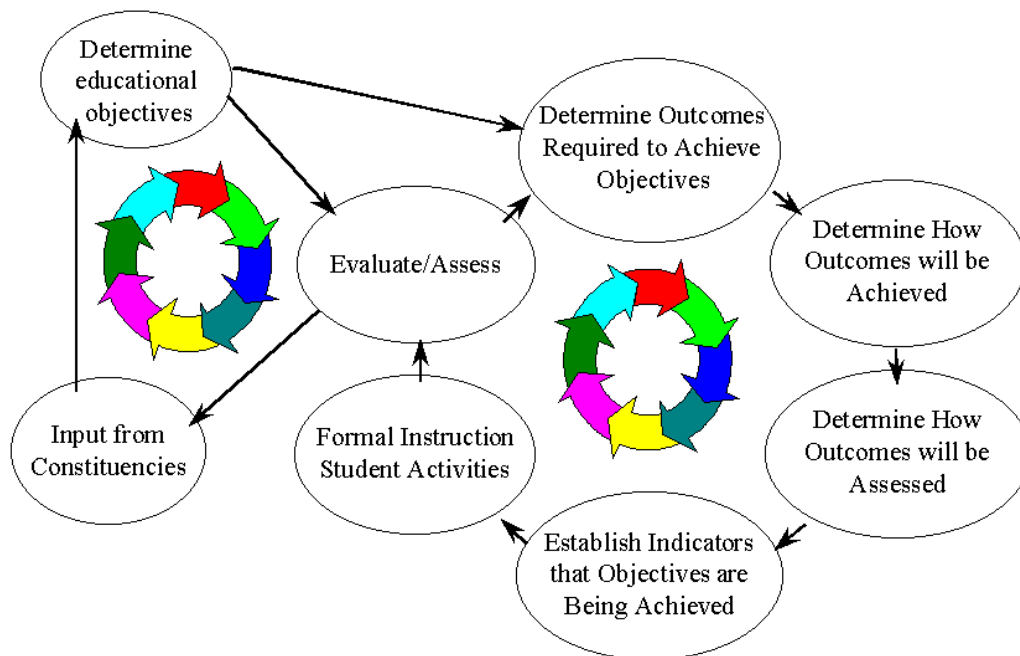 Determine
educational
objectives
Determine Outcomes
Required to Achieve
Objectives
Evaluate/Assess
Determine How
Outcomes will be
Achieved
Input from
Constituencies
Formal Instruction
Student Activities
Determine How
Outcomes will be
Assessed
Establish Indicators
that Objectives are
Being Achieved